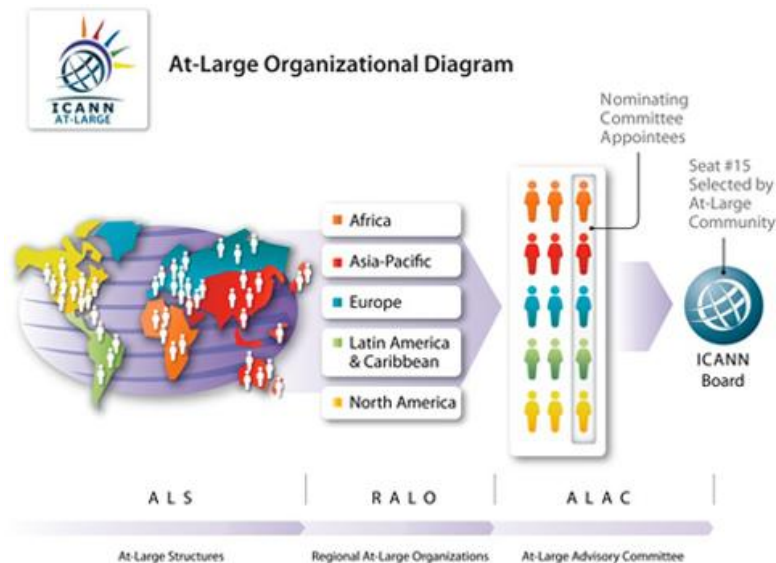 ICANN
AT-LARGE
At-Large Organizational Diagram
Nominating
Committee
Appointees
Seat #15
Selected by
At-Large
Community
Africa
Asia-Pacific
Europe
Latin America
& Caribbean
North America
ICANN
Board
ALS
RALO
ALAC
At-Large Structures
Regional At-Large Organizations
At-Large Advisory Committee